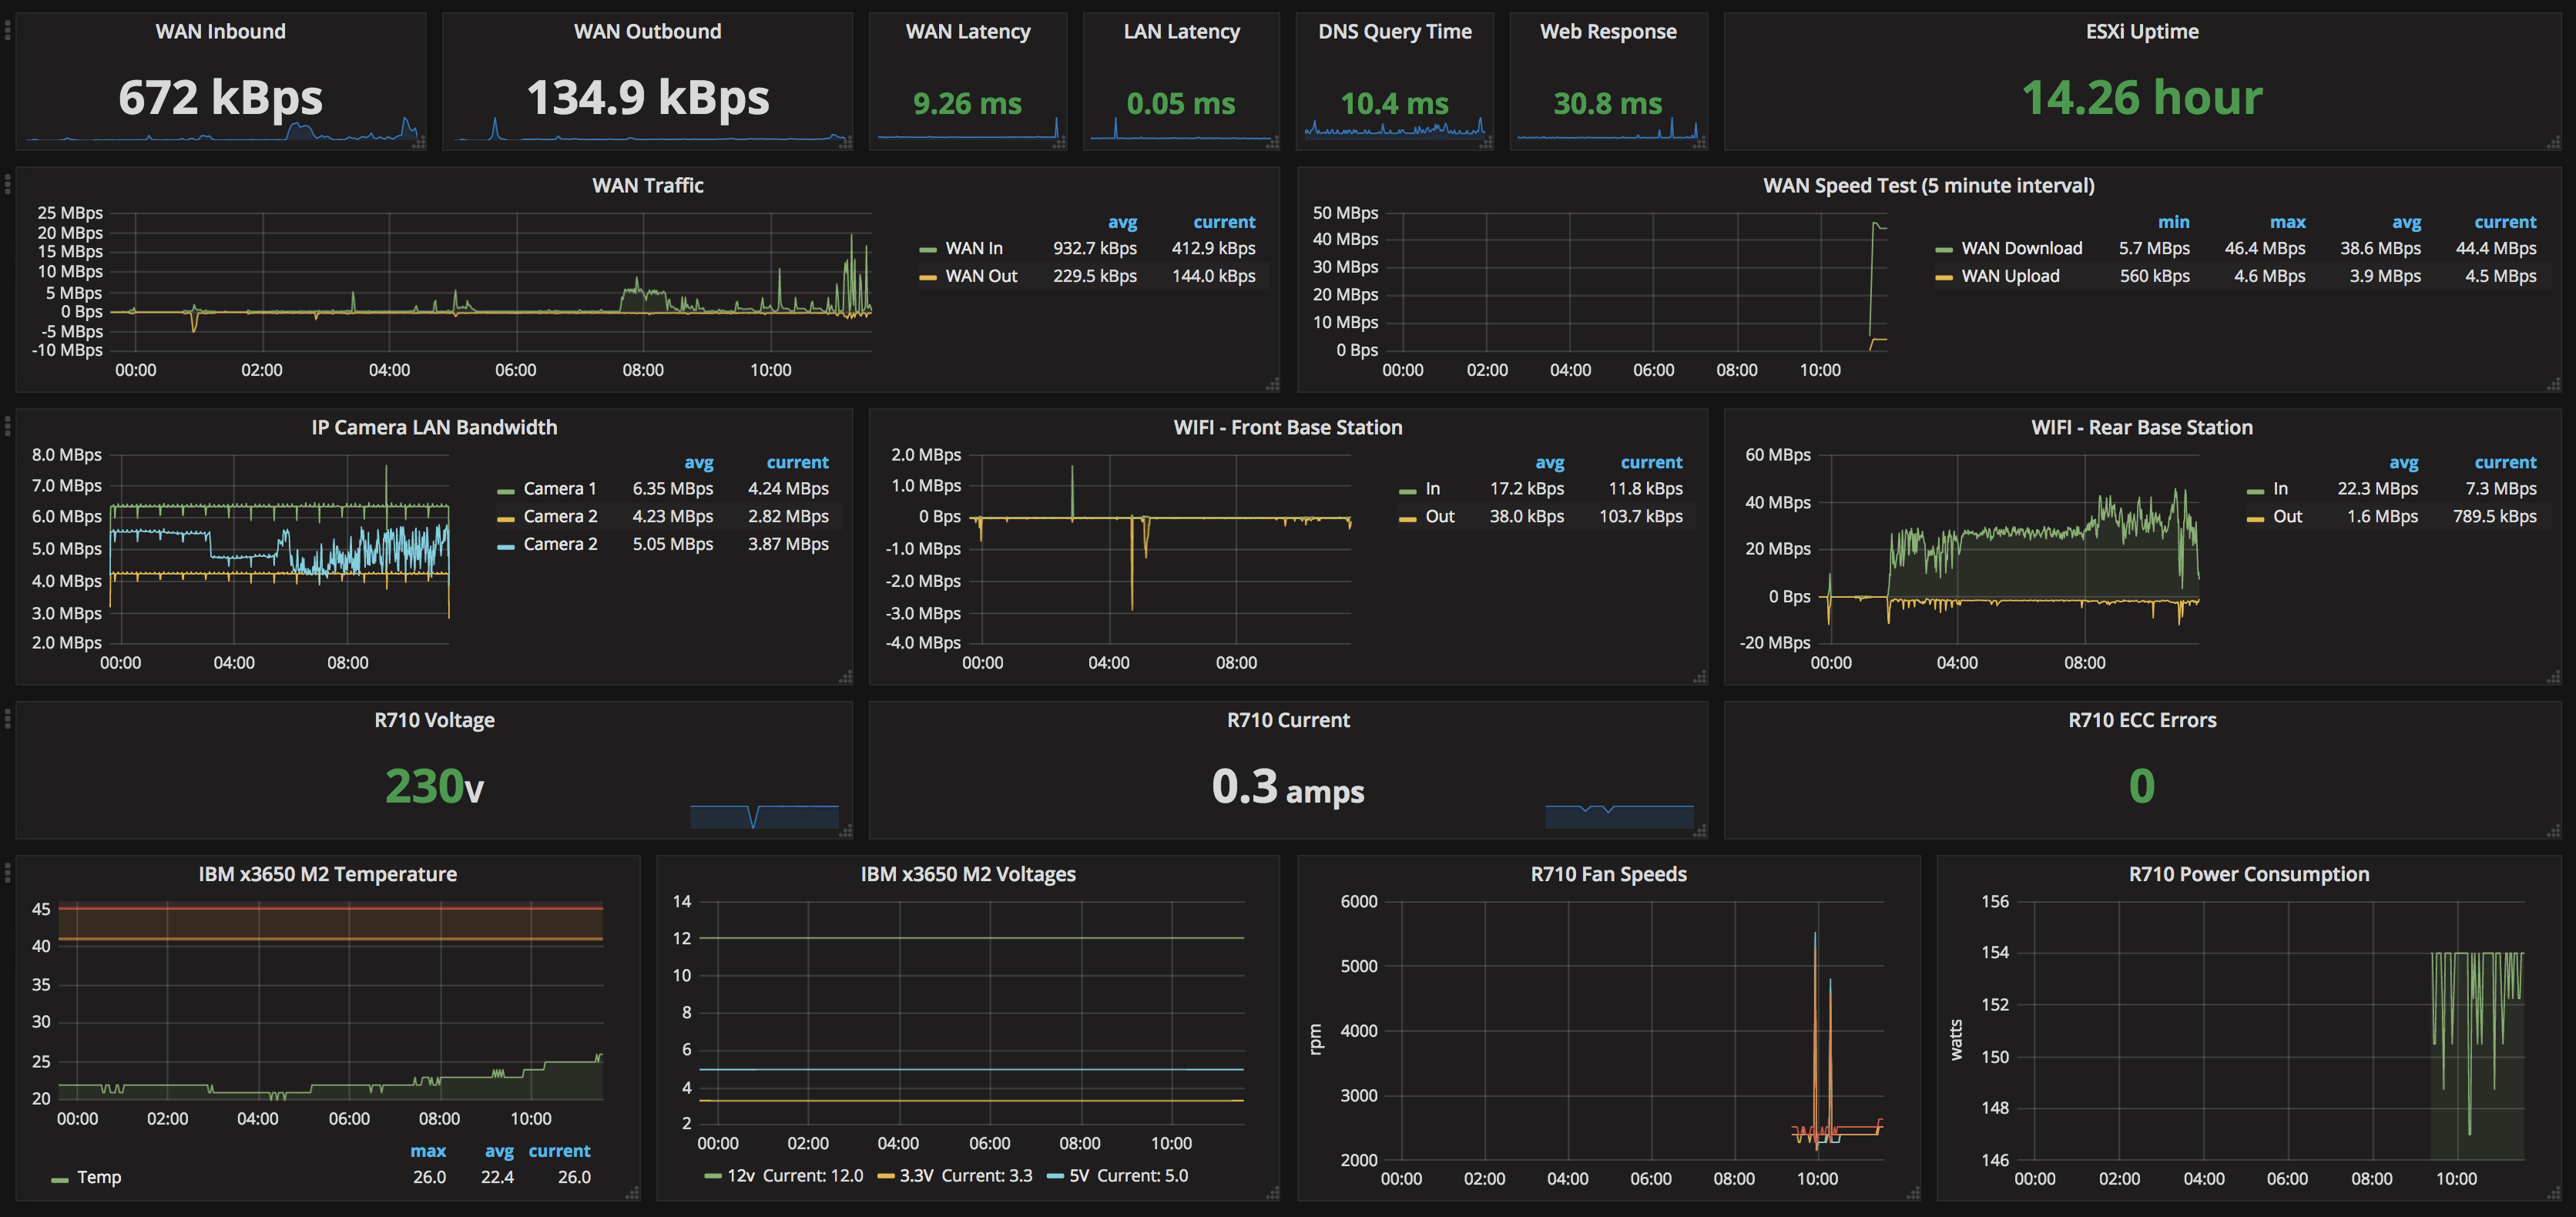 WAN Inbound
672 kBps
WAN Outbound
134.9 kBps
WAN Latency
9.26 ms
LAN Latency
0.05 ms
DNS Query Time
10.4 ms
Web Response
30.8 ms
ESXi Uptime
14.26 hour
WAN Traffic
25 MBps
20 MBps
15 MBps
10 MBps
5 MBps
0 Bps
-5 MBps
-10 MBps
00:00 02:00 04:00 06:00 08:00 10:00
avg current
WAN In 932.7 kBps 412.9 kBps
WAN Out 229.5 kBps 144.0 kBps
WAN Speed Test (5 minute interval)
50 MBps
40 MBps
30 MBps
20 MBps
10 MBps
0 Bps
00:00 02:00 04:00 06:00 08:00 10:00
min max avg current
WAN Download 5.7 MBps 46.4 MBps 38.6 MBps 44.4 MBps
WAN Upload 560 kBps 4.6 MBps 3.9 MBps 4.5 MBps
IP Camera LAN Bandwidth
8.0 MBps
7.0 MBps
6.0 MBps
5.0 MBps
4.0 MBps
3.0 MBps
2.0 MBps
00:00 04:00 08:00
avg current
Camera 1 6.35 MBps 4.24 MBps
Camera 2 4.23 MBps 2.82 MBps
Camera 2 5.05 MBps 3.87 MBps
WIFI - Front Base Station
2.0 MBps
1.0 MBps
0 Bps
-1.0 MBps
-2.0 MBps
-3.0 MBps
-4.0 MBps
00:00 04:00 08:00
avg current
In 17.2 kBps 11.8 kBps
Out 38.0 kBps 103.7 kBps
WIFI - Rear Base Station
60 MBps
40 MBps
20 MBps
0 Bps
-20 MBps
00:00 04:00 08:00
avg current
In 22.3 MBps 7.3 MBps
Out 1.6 MBps 789.5 kBps
R710 Voltage
230v
R710 Current
0.3 amps
R710 ECC Errors
0
IBM x3650 M2 Temperature
45
40
35
30
25
20
00:00 02:00 04:00 06:00 08:00 10:00
max avg current
Temp 26.0 22.4 26.0
IBM x3650 M2 Voltages
14
12
10
8
6
4
2
00:00 02:00 04:00 06:00 08:00 10:00
12v Current: 12.0 3.3V Current: 3.3 5V Current: 5.0
R710 Fan Speeds
rpm
6000
5000
4000
3000
2000
00:00 02:00 04:00 06:00 08:00 10:00
R710 Power Consumption
watts
156
154
152
150
148
146
00:00 02:00 04:00 06:00 08:00 10:00